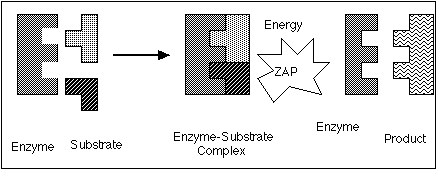 Energy
ZAP
Enzyme
Substrate
Enzyme-Substrate
Complex
Enzyme
Product